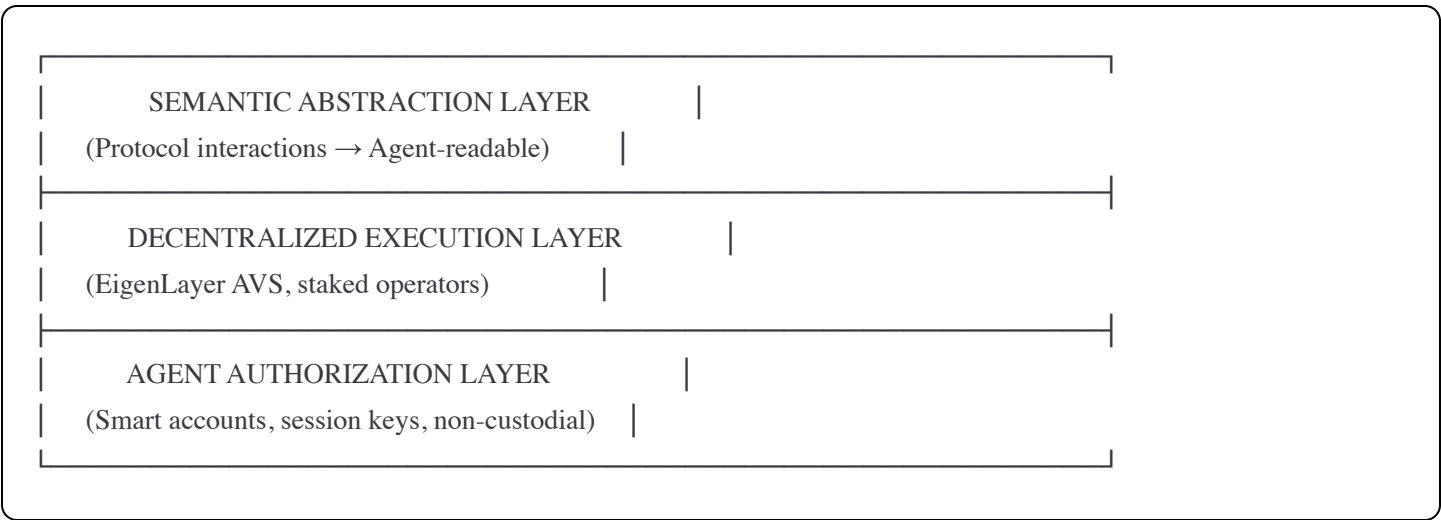 SEMANTIC ABSTRACTION LAYER
(Protocol interactions → Agent-readable)
DECENTRALIZED EXECUTION LAYER
(EigenLayer AVS, staked operators)
AGENT AUTHORIZATION LAYER
(Smart accounts, session keys, non-custodial)